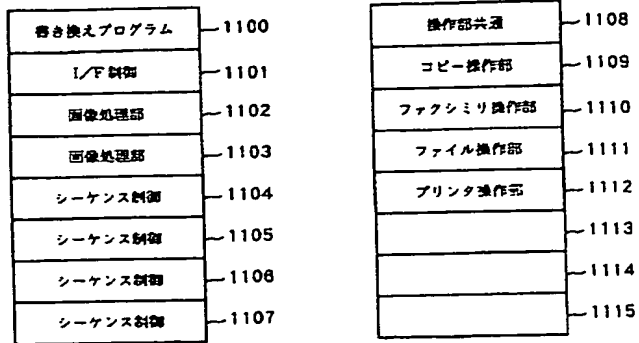 書き換えプログラム 1100
I/F制御 1101
画像処理部 1102
画像処理部 1103
シーケンス制御 1104
シーケンス制御 1105
シーケンス制御 1106
シーケンス制御 1107
操作部共通 1108
コピー操作部 1109
ファクシミリ操作部 1110
ファイル操作部 1111
プリンタ操作部 1112
1113
1114
1115